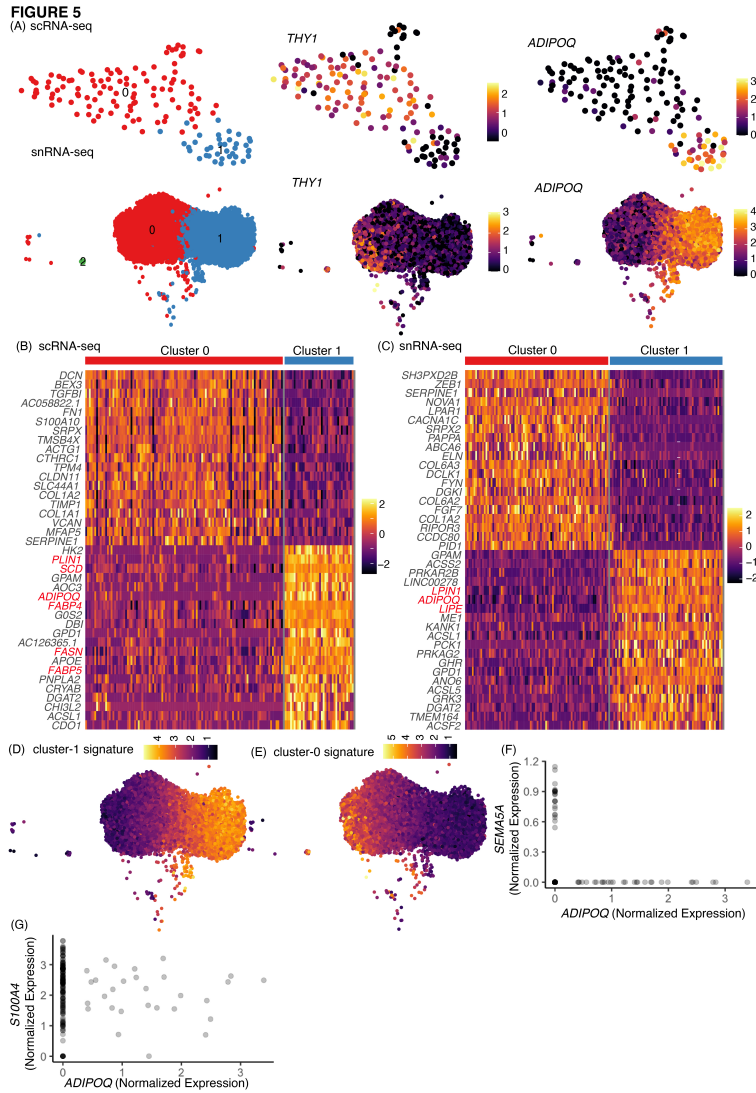 FIGURE 5
(A) scRNA-seq
THY1
ADIPOQ
0
1
2
1
0
3
2
1
0
snRNA-seq
THY1
ADIPOQ
0
1
2
3
2
1
0
4
3
2
1
0
(B) scRNA-seq
Cluster 0
Cluster 1
DCN
BEX3
TGFBI
AC058822.1
FN1
S100A10
SRPX
TMSB4X
ACTG1
CTHRC1
TPM4
CLDN11
SLC44A1
COL1A2
TIMP1
COL1A1
VCAN
MFAP5
SERPINE1
HK2
PLIN1
SCD
GPAM
AOC3
ADIPOQ
FABP4
G0S2
DBI
GPD1
AC126365.1
FASN
APOE
FABP5
PNPLA2
CRYAB
DGAT2
CHI3L2
ACSL1
CDO1
2
0
−2
(C) snRNA-seq
Cluster 0
Cluster 1
SH3PXD2B
ZEB1
SERPINE1
NOVA1
LPAR1
CACNA1C
SRPX2
PAPPA
ABCA6
ELN
COL6A3
DCLK1
FYN
DGKI
COL6A2
FGF7
COL1A2
RIPOR3
CCDC80
PID1
GPAM
ACSS2
PRKAR2B
LINC00278
LPIN1
ADIPOQ
LIPE
ME1
KANK1
ACSL1
PCK1
PRKAG2
GHR
GPD1
ANO6
ACSL5
GRK3
DGAT2
TMEM164
ACSF2
2
1
0
−1
−2
(D) cluster-1 signature
4
3
2
1
(E) cluster-0 signature
5
4
3
2
1
(F)
SEMA5A
(Normalized Expression)
1.2
0.9
0.6
0.3
0.0
0
1
2
3
ADIPOQ (Normalized Expression)
(G)
S100A4
(Normalized Expression)
3
2
1
0
0
1
2
3
ADIPOQ (Normalized Expression)